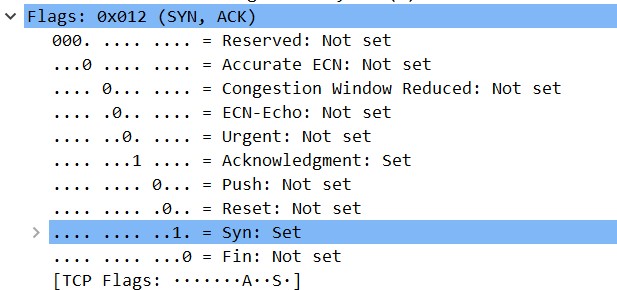 Flags: 0x012 (SYN, ACK)
000. .... .... = Reserved: Not set
...0 .... .... = Accurate ECN: Not set
.... 0... .... = Congestion Window Reduced: Not set
.... .0.. .... = ECN-Echo: Not set
.... ..0. .... = Urgent: Not set
.... ...1 .... = Acknowledgment: Set
.... .... 0... = Push: Not set
.... .... .0.. = Reset: Not set
.... .... ..1. = Syn: Set
.... .... ...0 = Fin: Not set
[TCP Flags: ·······A··S·]